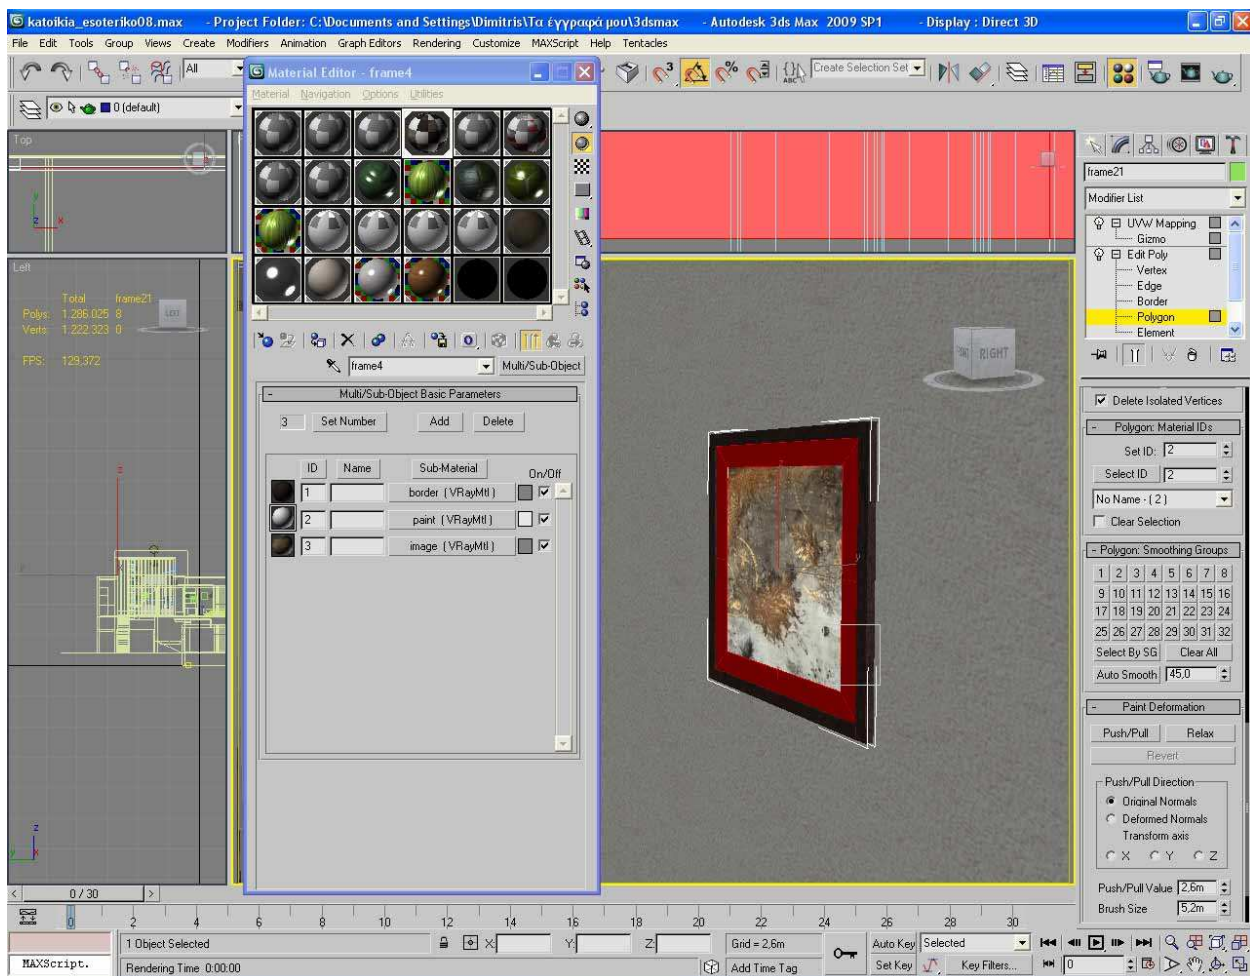 katoikia_esoteriko08.max - Project Folder: C:\Documents and Settings\Dimitris\Τα έγγραφά μου\3dsmax - Autodesk 3ds Max 2009 SP1 - Display : Direct 3D
File Edit Tools Group Views Create Modifiers Animation Graph Editors Rendering Customize MAXScript Help Tentacles
All
Create Selection Set
0 (default)
Material Editor - frame4
Material Navigation Options Utilities
frame4
Multi/Sub-Object
- Multi/Sub-Object Basic Parameters
3 Set Number Add Delete
ID Name Sub-Material On/Off
1 border ( VRayMtl )
2 paint ( VRayMtl )
3 image ( VRayMtl )
Top
y
z x
Left
Total frame21
Polys: 1.286.025 8
Verts: 1.222.323 0
FPS: 129,372
LEFT
z
z
y x
RIGHT
frame21
Modifier List
UVW Mapping
Gizmo
Edit Poly
Vertex
Edge
Border
Polygon
Element
Delete Isolated Vertices
- Polygon: Material IDs
Set ID: 2
Select ID 2
No Name - ( 2 )
Clear Selection
- Polygon: Smoothing Groups
1 2 3 4 5 6 7 8
9 10 11 12 13 14 15 16
17 18 19 20 21 22 23 24
25 26 27 28 29 30 31 32
Select By SG Clear All
Auto Smooth 45,0
- Paint Deformation
Push/Pull Relax
Revert
Push/Pull Direction
Original Normals
Deformed Normals
Transform axis
X Y Z
Push/Pull Value 2,6m
Brush Size 5,2m
< 0 / 30 >
0 2 4 6 8 10 12 14 16 18 20 22 24 26 28 30
1 Object Selected X: Y: Z: Grid = 2,6m Auto Key Selected
MAXScript. Rendering Time 0:00:00 Add Time Tag Set Key Key Filters... 0